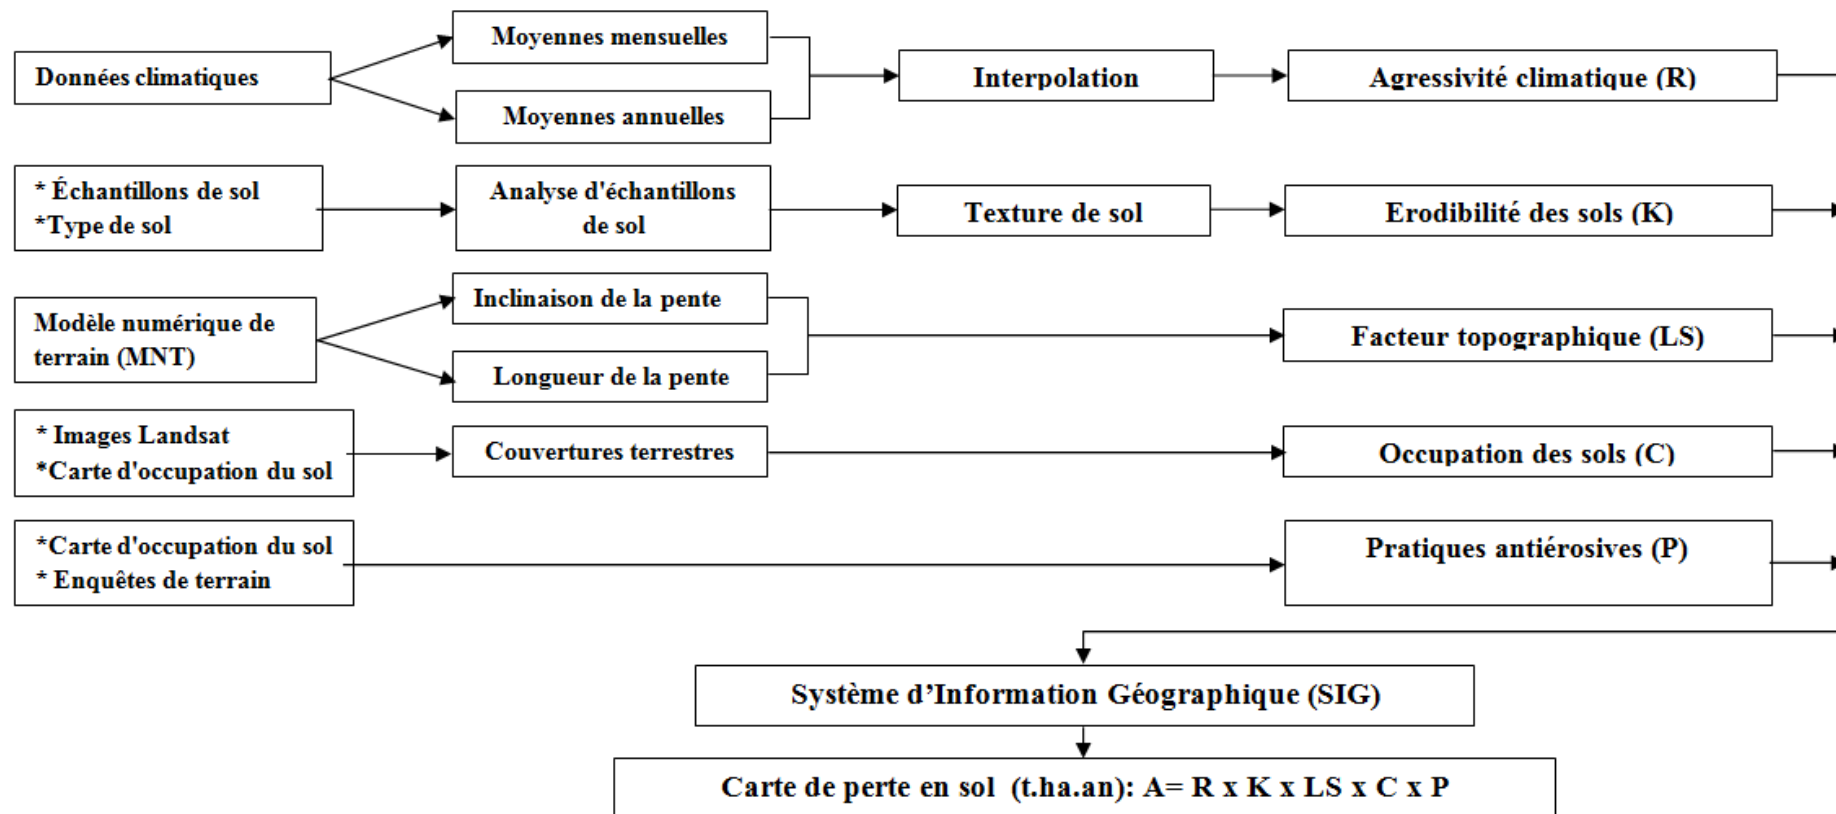 Données climatiques
Moyennes mensuelles
Moyennes annuelles
Interpolation
Agressivité climatique (R)
* Échantillons de sol
*Type de sol
Analyse d'échantillons
de sol
Texture de sol
Erodibilité des sols (K)
Modèle numérique de
terrain (MNT)
Inclinaison de la pente
Longueur de la pente
Facteur topographique (LS)
* Images Landsat
*Carte d'occupation du sol
Couvertures terrestres
Occupation des sols (C)
*Carte d'occupation du sol
* Enquêtes de terrain
Pratiques antiérosives (P)
Système d’Information Géographique (SIG)
Carte de perte en sol (t.ha.an): A= R x K x LS x C x P